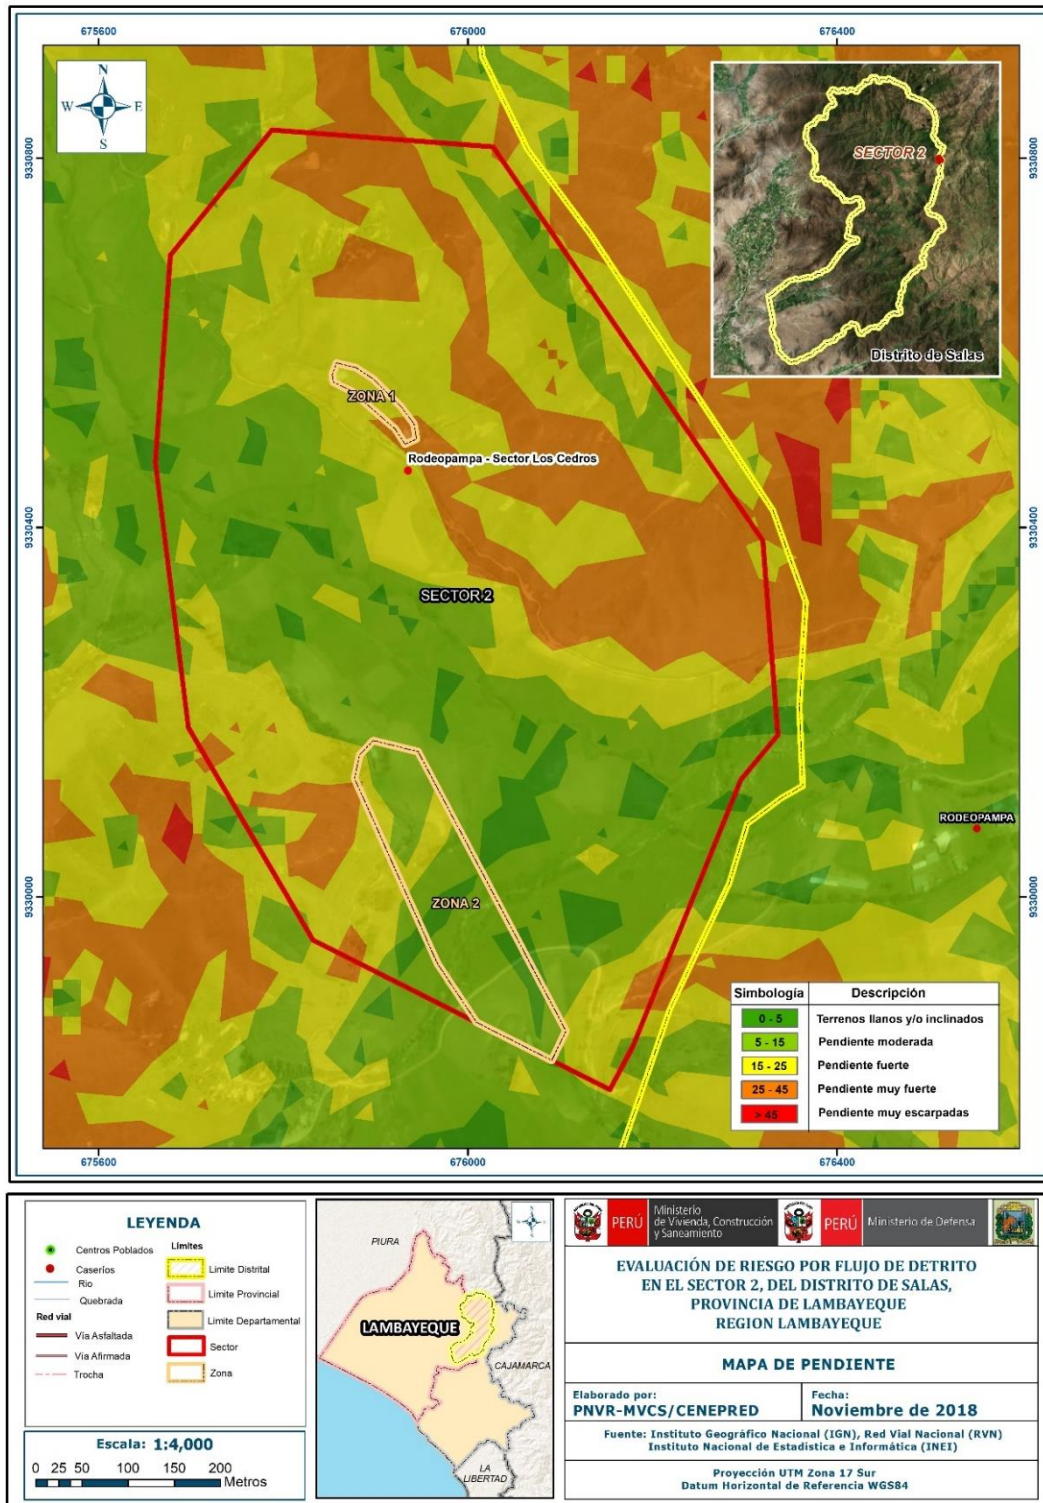 675600 676000 676400
N
W E
S
9330800 9330800
SECTOR 2
Distrito de Salas
ZONA 1
Rodeopampa - Sector Los Cedros
9330400 9330400
SECTOR 2
RODEOPAMPA
ZONA 2
9330000 9330000
Simbología Descripción
0 - 5 Terrenos llanos y/o inclinados
5 - 15 Pendiente moderada
15 - 25 Pendiente fuerte
25 - 45 Pendiente muy fuerte
> 45 Pendiente muy escarpadas
675600 676000 676400
LEYENDA
Centros Poblados
Caseríos
Rio
Quebrada
Red vial
Vía Asfaltada
Vía Afirmada
Trocha
Límites
Limite Distrital
Limite Provincial
Limite Departamental
Sector
Zona
Escala: 1:4,000
0 25 50 100 150 200
Metros
PIURA
LAMBAYEQUE
CAJAMARCA
LA
LIBERTAD
PERÚ
Ministerio
de Vivienda, Construcción
y Saneamiento
PERÚ
Ministerio de Defensa
EVALUACIÓN DE RIESGO POR FLUJO DE DETRITO
EN EL SECTOR 2, DEL DISTRITO DE SALAS,
PROVINCIA DE LAMBAYEQUE
REGION LAMBAYEQUE
MAPA DE PENDIENTE
Elaborado por:
PNVR-MVCS/CENEPRED
Fecha:
Noviembre de 2018
Fuente: Instituto Geográfico Nacional (IGN), Red Vial Nacional (RVN)
Instituto Nacional de Estadística e Informática (INEI)
Proyección UTM Zona 17 Sur
Datum Horizontal de Referencia WGS84